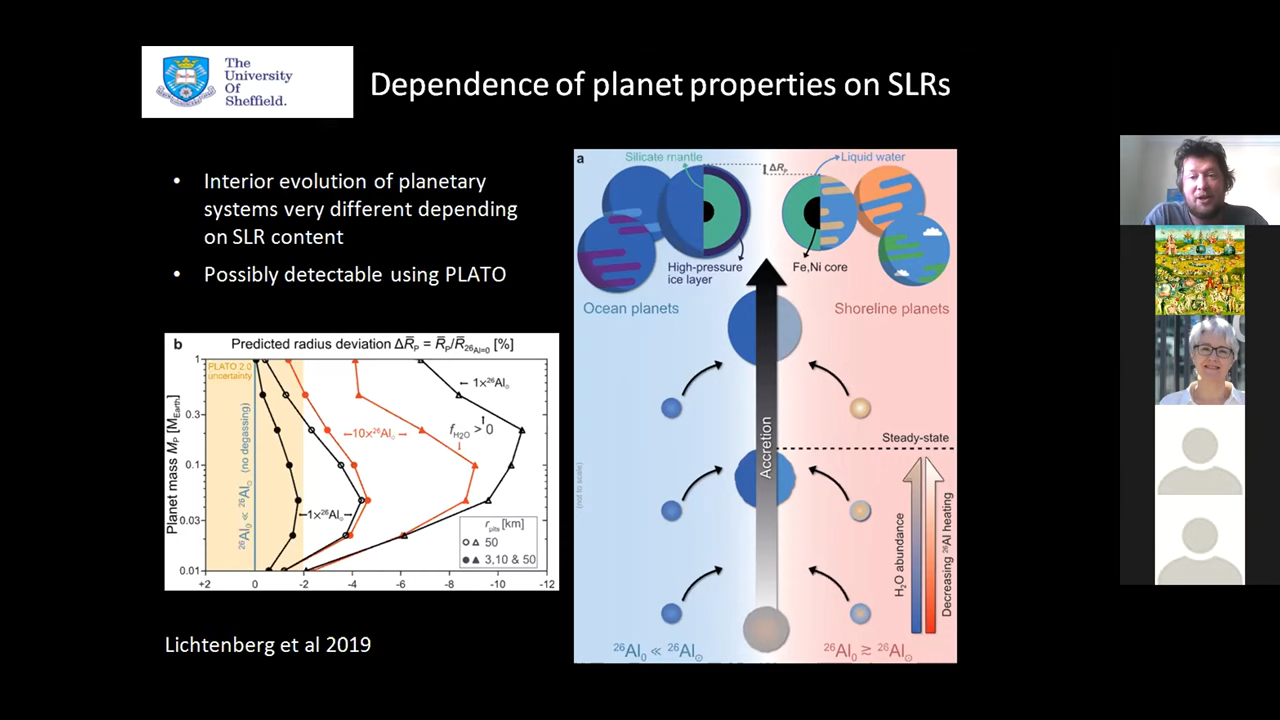 The
University
Of
Sheffield.
Dependence of planet properties on SLRs
• Interior evolution of planetary
systems very different depending
on SLR content
• Possibly detectable using PLATO
b
Predicted radius deviation ΔR̅ₚ = R̅ₚ/R̅₂₆Al=0 [%]
PLATO 2.0
uncertainty
Planet mass Mₚ [MEarth]
1
0.3
0.1
0.03
0.01
²⁶Al₀ ≪ ²⁶Al☉ (no degassing)
←1×²⁶Al☉
fH2O > 0
←10×²⁶Al☉→
←1×²⁶Al☉→
rplts [km]
50
3,10 & 50
+2 0 -2 -4 -6 -8 -10 -12
Lichtenberg et al 2019
a
Silicate mantle
ΔRₚ
Liquid water
High-pressure
ice layer
Fe,Ni core
Ocean planets
Shoreline planets
Accretion
Steady-state
(not to scale)
H₂O abundance
Decreasing ²⁶Al heating
²⁶Al₀ ≪ ²⁶Al☉
²⁶Al₀ ≳ ²⁶Al☉